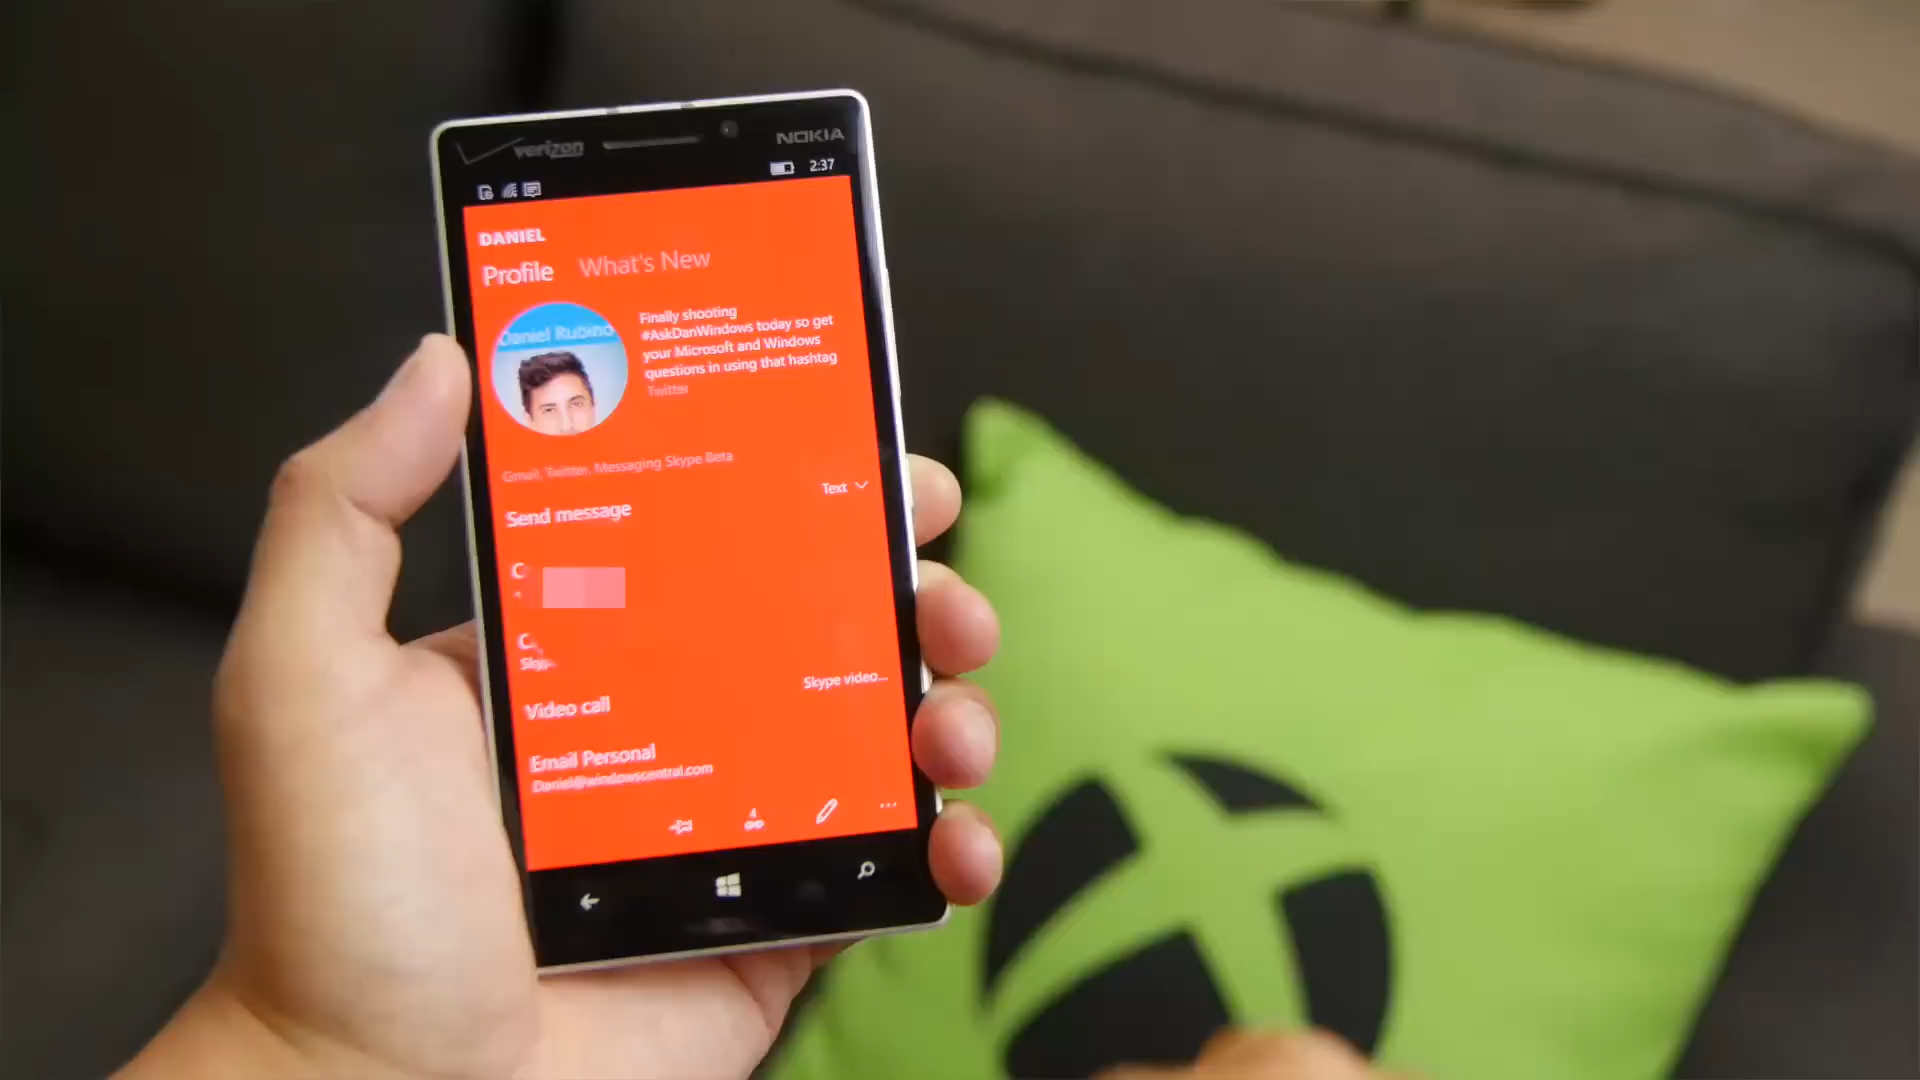 verizon
NOKIA
2:37
DANIEL
Profile
What's New
Daniel Rubino
Finally shooting
#AskDanWindows today so get
your Microsoft and Windows
questions in using that hashtag
Twitter
Gmail, Twitter, Messaging Skype Beta
Text
Send message
C
C
Skyp
Skype video...
Video call
Email Personal
Daniel@windowscentral.com
4
...